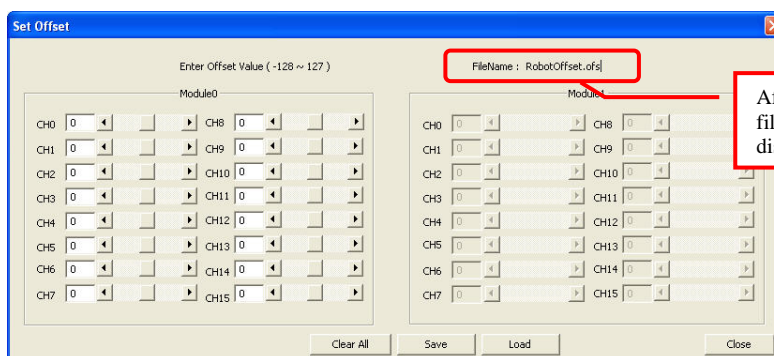 Set Offset
Enter Offset Value ( -128 ~ 127 )
FileName : RobotOffset.ofs
Module0
CH0 0 CH8 0
CH1 0 CH9 0
CH2 0 CH10 0
CH3 0 CH11 0
CH4 0 CH12 0
CH5 0 CH13 0
CH6 0 CH14 0
CH7 0 CH15 0
CH0 0 CH8 0
CH1 0 CH9 0
CH2 0 CH10 0
CH3 0 CH11 0
CH4 0 CH12 0
CH5 0 CH13 0
CH6 0 CH14 0
CH7 0 CH15 0
Clear All Save Load Close